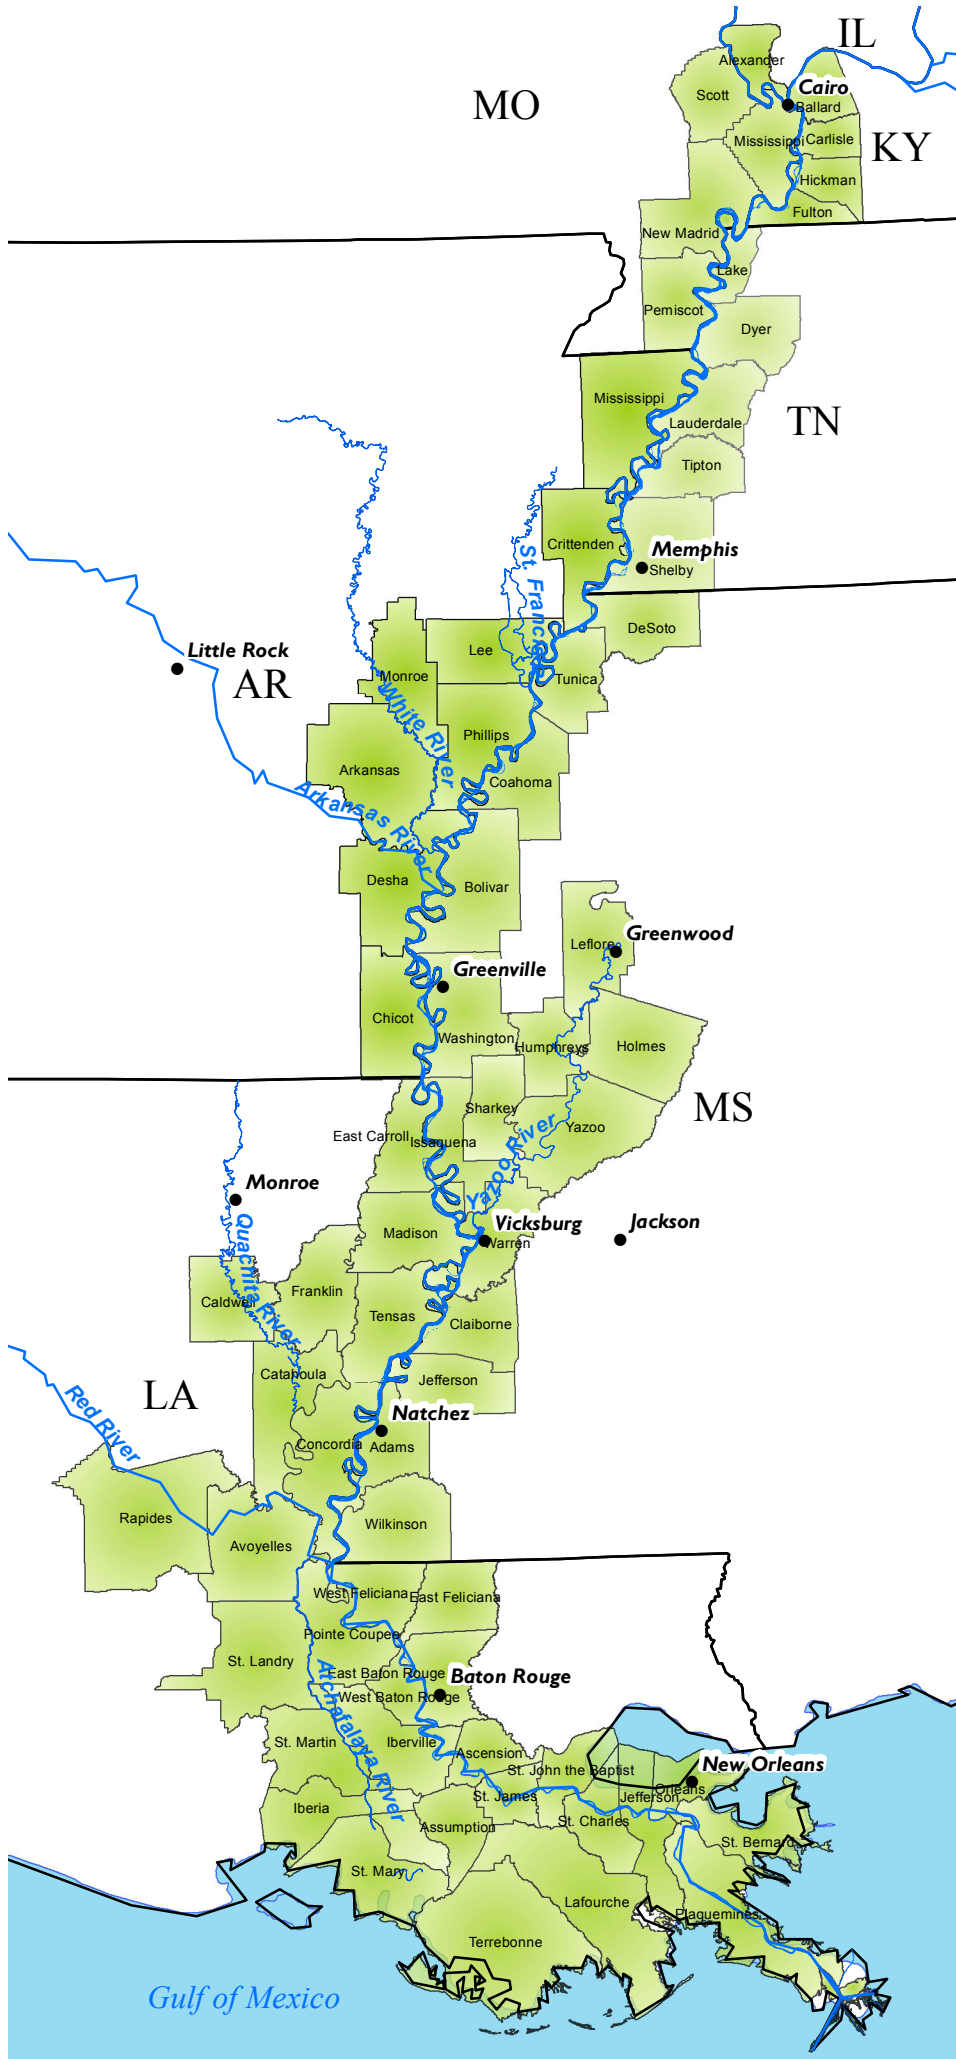 IL
Alexander
MO
Scott
Cairo
Ballard
Mississippi
Carlisle
KY
Hickman
Fulton
New Madrid
Lake
Pemiscot
Dyer
Mississippi
TN
Lauderdale
Tipton
Crittenden
Memphis
Shelby
St. Francis
DeSoto
Little Rock
AR
Lee
Monroe
Tunica
White River
Phillips
Arkansas
Coahoma
Arkansas River
Desha
Bolivar
Greenwood
Leflore
Greenville
Chicot
Washington
Humphreys
Holmes
MS
Sharkey
Yazoo
East Carroll
Issaquena
Yazoo River
Monroe
Quachita River
Madison
Vicksburg
Warren
Jackson
Franklin
Caldwell
Tensas
Claiborne
Catahoula
Jefferson
LA
Red River
Natchez
Concordia
Adams
Rapides
Wilkinson
Avoyelles
West Feliciana
East Feliciana
Pointe Coupee
St. Landry
East Baton Rouge
Baton Rouge
West Baton Rouge
Atchafalaya River
St. Martin
Iberville
Ascension
St. John the Baptist
New Orleans
Orleans
Jefferson
St. James
Iberia
Assumption
St. Charles
St. Bernard
St. Mary
Lafourche
Plaquemines
Terrebonne
Gulf of Mexico